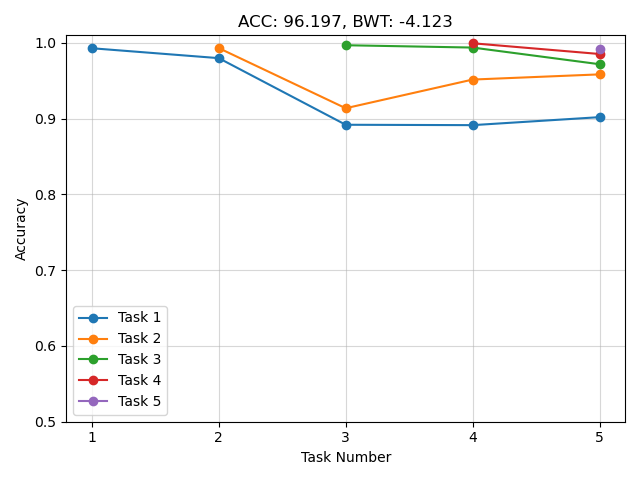 ACC: 96.197, BWT: -4.123
1.0
0.9
0.8
0.7
0.6
0.5
Accuracy
Task 1
Task 2
Task 3
Task 4
Task 5
1 2 3 4 5
Task Number